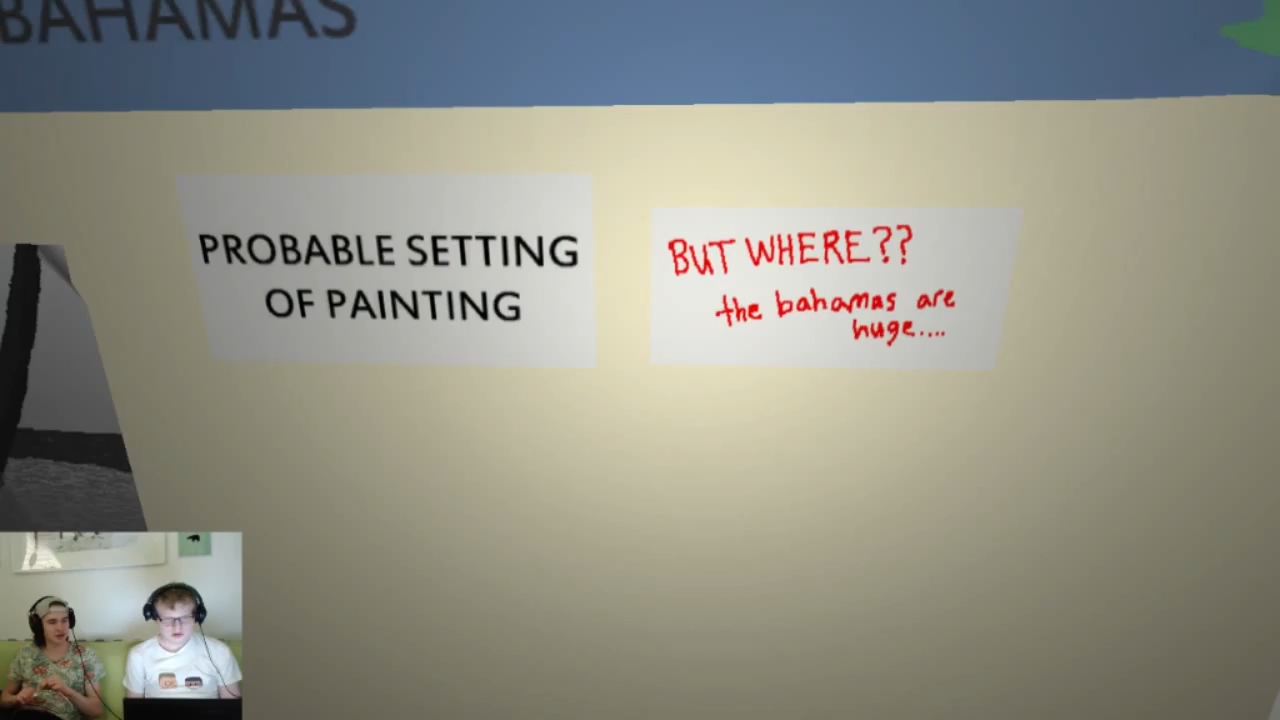 BAHAMAS
PROBABLE SETTING
OF PAINTING
BUT WHERE??
the bahamas are
huge....